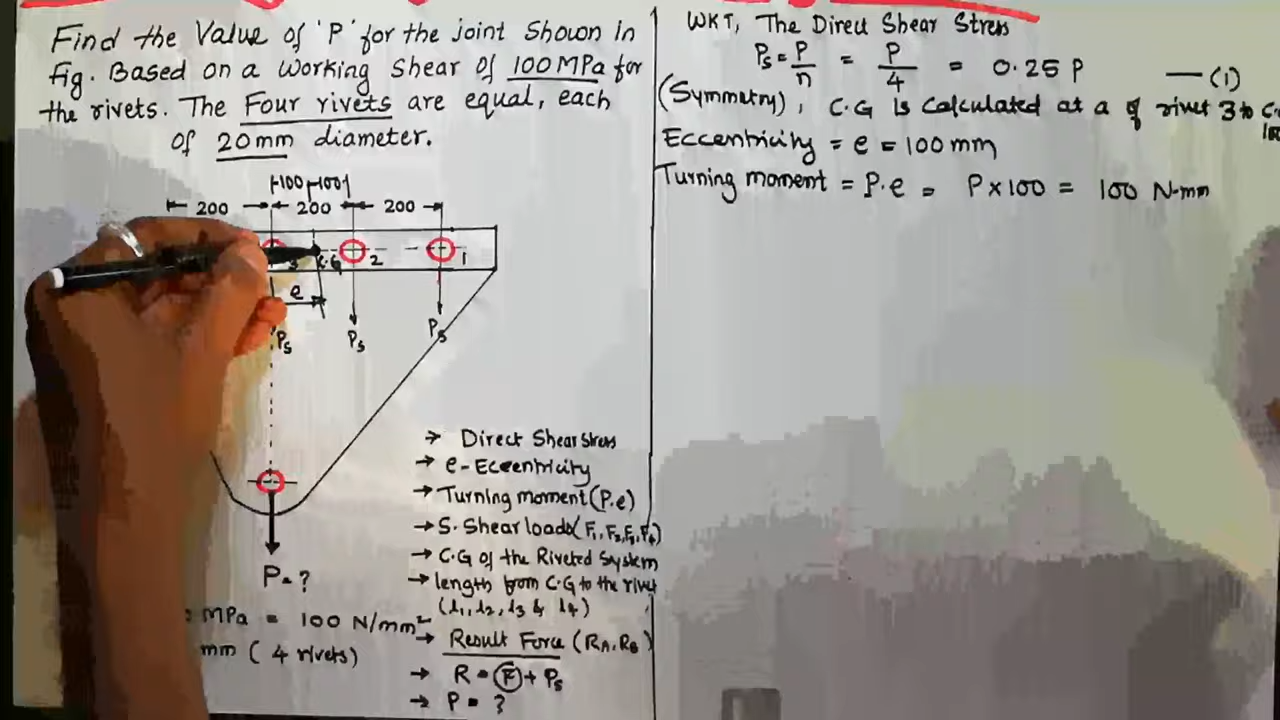 Find the Value of 'P' for the joint Shown in
Fig. Based on a Working Shear of 100 MPa for
the rivets. The Four rivets are equal, each
of 20mm diameter.
100 100
200 200 200
3 C.G 2 1
e
Ps Ps Ps
P = ?
MPa = 100 N/mm²
mm ( 4 rivets)
→ Direct Shear Stress
→ e - Eccentricity
→ Turning moment (P.e)
→ S. Shear loads (F1, F2, F3, F4)
→ C.G of the Riveted System
→ length from C.G to the rivet
(l1, l2, l3 & l4)
→ Result Force (RA, RB)
→ R = F + Ps
→ P = ?
WKT, The Direct Shear Stress
Ps = P/n = P/4 = 0.25 P — (1)
(Symmetry), C.G is Calculated at a of rivet 3 to
Eccentricity = e = 100 mm
Turning moment = P.e = P×100 = 100 N-mm